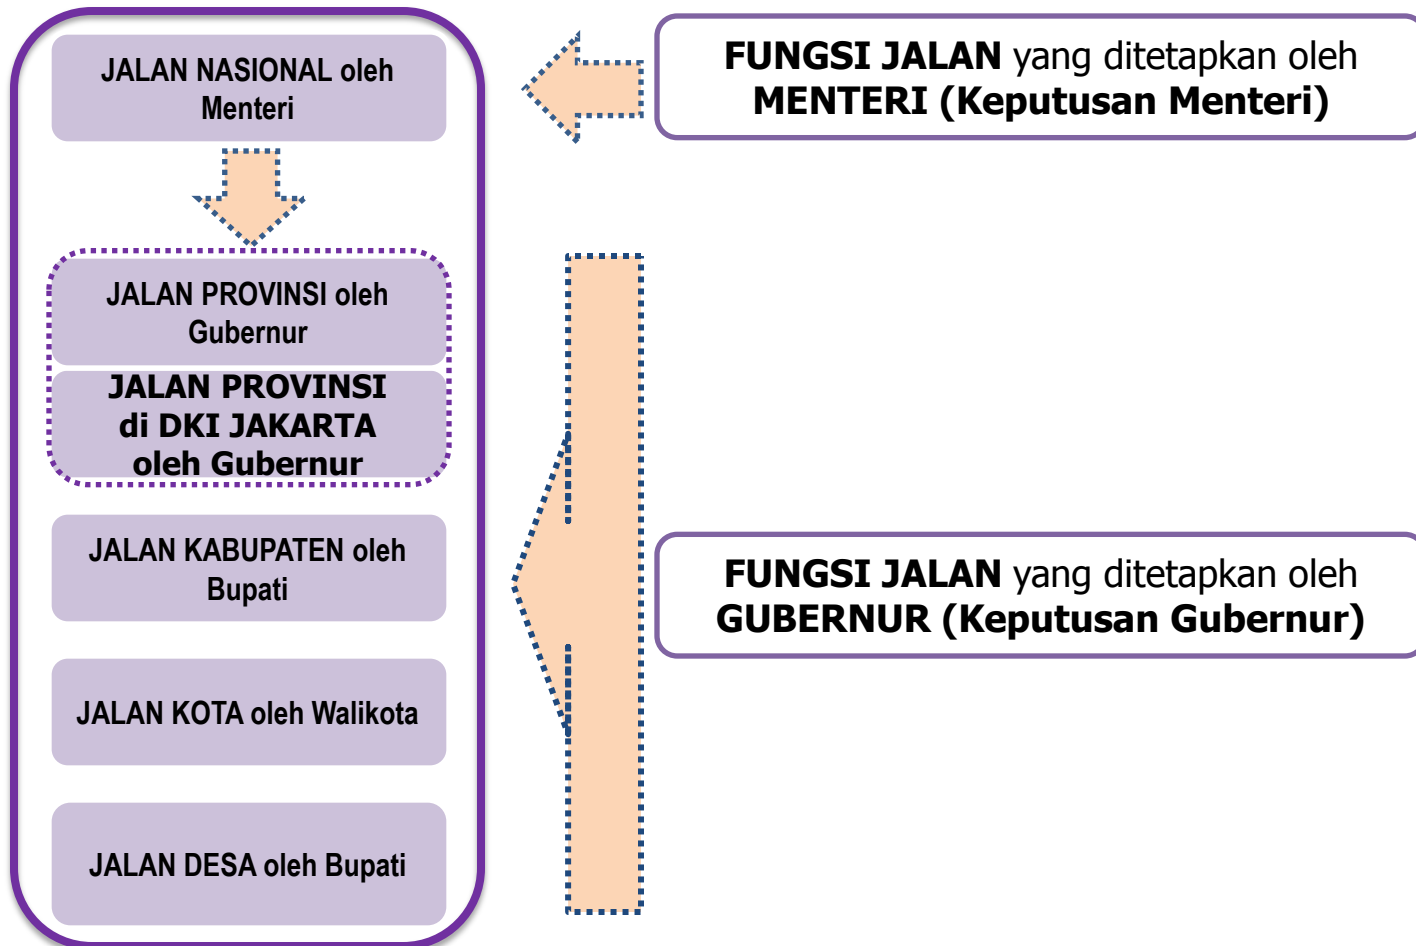 JALAN NASIONAL oleh
Menteri
JALAN PROVINSI oleh
Gubernur
JALAN PROVINSI
di DKI JAKARTA
oleh Gubernur
JALAN KABUPATEN oleh
Bupati
JALAN KOTA oleh Walikota
JALAN DESA oleh Bupati
FUNGSI JALAN yang ditetapkan oleh
MENTERI (Keputusan Menteri)
FUNGSI JALAN yang ditetapkan oleh
GUBERNUR (Keputusan Gubernur)